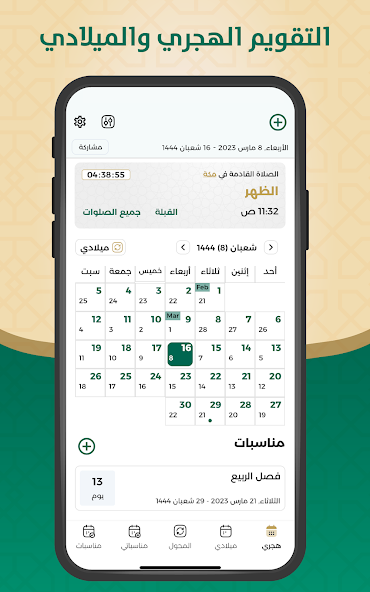 التقويم الهجري والميلادي
الأربعاء, 8 مارس 2023 - 16 شعبان 1444
مشاركة
الصلاة القادمة في مكة
04:38:55
الظهر
11:32 ص
القبلة
جميع الصلوات
شعبان (8) 1444
ميلادي
أحد إثنين ثلاثاء أربعاء خميس جمعة سبت
Feb 1 2 3 4 5
21 22 23 24 25
6 7 8 Mar 9 10 11 12
26 27 28 1 2 3 4
13 14 15 16 17 18 19
5 6 7 8 9 10 11
20 21 22 23 24 25 26
12 13 14 15 16 17 18
27 28 29 30
19 20 21 22
مناسبات
فصل الربيع
13
يوم
الثلاثاء, 21 مارس 2023 - 29 شعبان 1444
هجري
ميلادي
المحول
مناسباتي
مناسبات